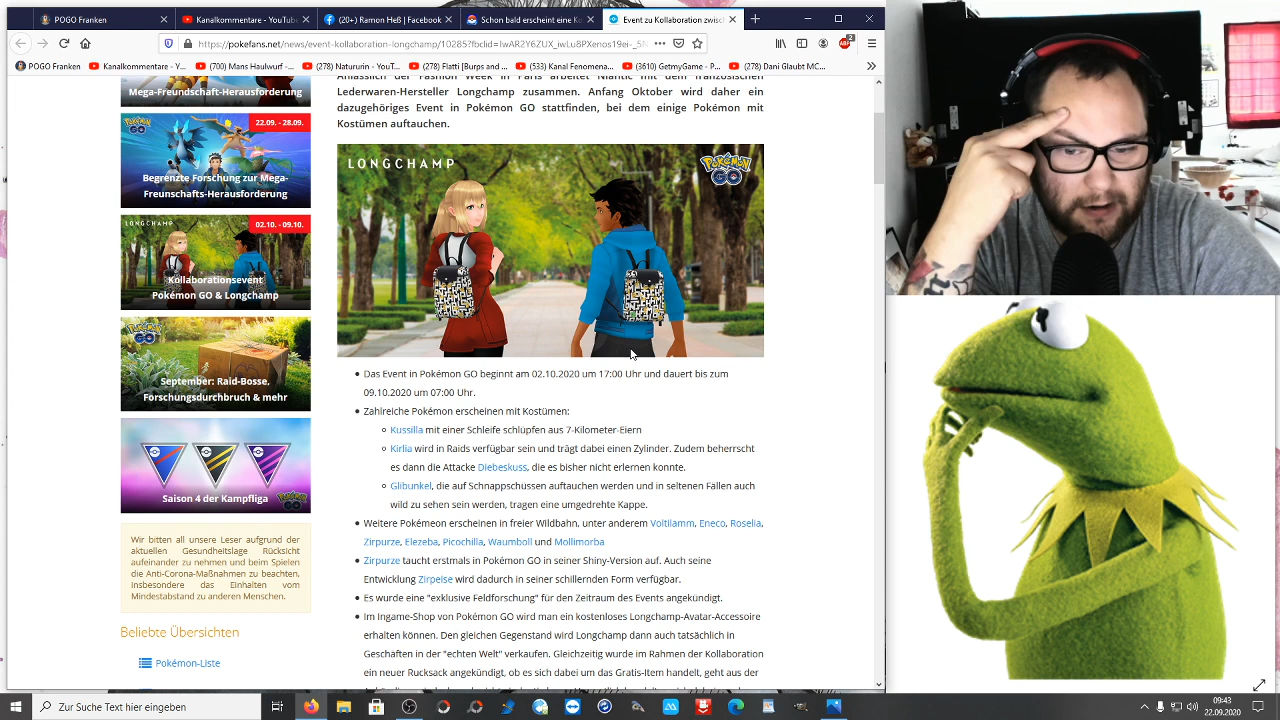 POGO Franken
Kanalkommentare - YouTube
(20+) Ramon Heß | Facebook
Schon bald erscheint eine Ko
Event zu Kollaboration zwisch
https://pokefans.net/news/event-kollaboration-longchamp/10285?fbclid=IwAR2Y6ZUX_iwLu8PXenos19ei-_5N
ABP
2
POGO Franken
Kanalkommentare - Y...
(700) Mans Haulwurf -...
(278) Natururin - YouT...
(278) Flatti [Burps and ...
(533) Kanal Fenomena...
(3610) GetmyGame - P...
(278) Dani Glaubt MC...
Mega-Freundschaft-Herausforderung
22.09. - 28.09.
POKÉMON GO
Begrenzte Forschung zur Mega-
Freunschafts-Herausforderung
LONGCHAMP
02.10. - 09.10.
Kollaborationsevent
Pokémon GO & Longchamp
POKÉMON GO
September: Raid-Bosse,
Forschungsdurchbruch & mehr
Saison 4 der Kampfliga
POKÉMON GO
Wir bitten all unsere Leser aufgrund der
aktuellen Gesundheitslage Rücksicht
aufeinander zu nehmen und beim Spielen
die Anti-Corona-Maßnahmen zu beachten,
insbesondere das Einhalten vom
Mindestabstand zu anderen Menschen.
Beliebte Übersichten
Pokémon-Liste
Anlässlich der Fashion Week in Paris arbeitet Niantic mit dem französischen
Lederwaren-Hersteller Longchamp zusammen. Anfang Oktober wird daher ein
dazugehöriges Event in Pokémon GO stattfinden, bei dem einige Pokémon mit
Kostümen auftauchen.
LONGCHAMP
POKÉMON GO
Das Event in Pokémon GO beginnt am 02.10.2020 um 17:00 Uhr und dauert bis zum
09.10.2020 um 07:00 Uhr.
Zahlreiche Pokémon erscheinen mit Kostümen:
Kussilla mit einer Schleife schlüpfen aus 7-Kilometer-Eiern
Kirlia wird in Raids verfügbar sein und trägt dabei einen Zylinder. Zudem beherrscht
es dann die Attacke Diebeskuss, die es bisher nicht erlernen konnte.
Glibunkel, die auf Schnappschüssen auftauchen werden und in seltenen Fällen auch
wild zu sehen sein werden, tragen eine umgedrehte Kappe.
Weitere Pokémeon erscheinen in freier Wildbahn, unter anderem Voltilamm, Eneco, Roselia,
Zirpurze, Elezeba, Picochilla, Waumboll und Mollimorba
Zirpurze taucht erstmals in Pokémon GO in seiner Shiny-Version auf. Auch seine
Entwicklung Zirpeise wird dadurch in seiner schillernden Form verfügbar.
Es wurde eine "exklusive Feldforschung" für den Zeitraum des Events angekündigt.
Im Ingame-Shop von Pokémon GO wird man ein kostenloses Longchamp-Avatar-Accessoire
erhalten können. Den gleichen Gegenstand wird Longchamp dann auch tatsächlich in
Geschäften in der "echten Welt" verkaufen. Gleichzeitig wurde im Rahmen der Kollaboration
ein neuer Rucksack angekündigt, ob es sich dabei um das Gratis-Item handelt, geht aus der
Zur Suche Text hier eingeben
09:43
22.09.2020